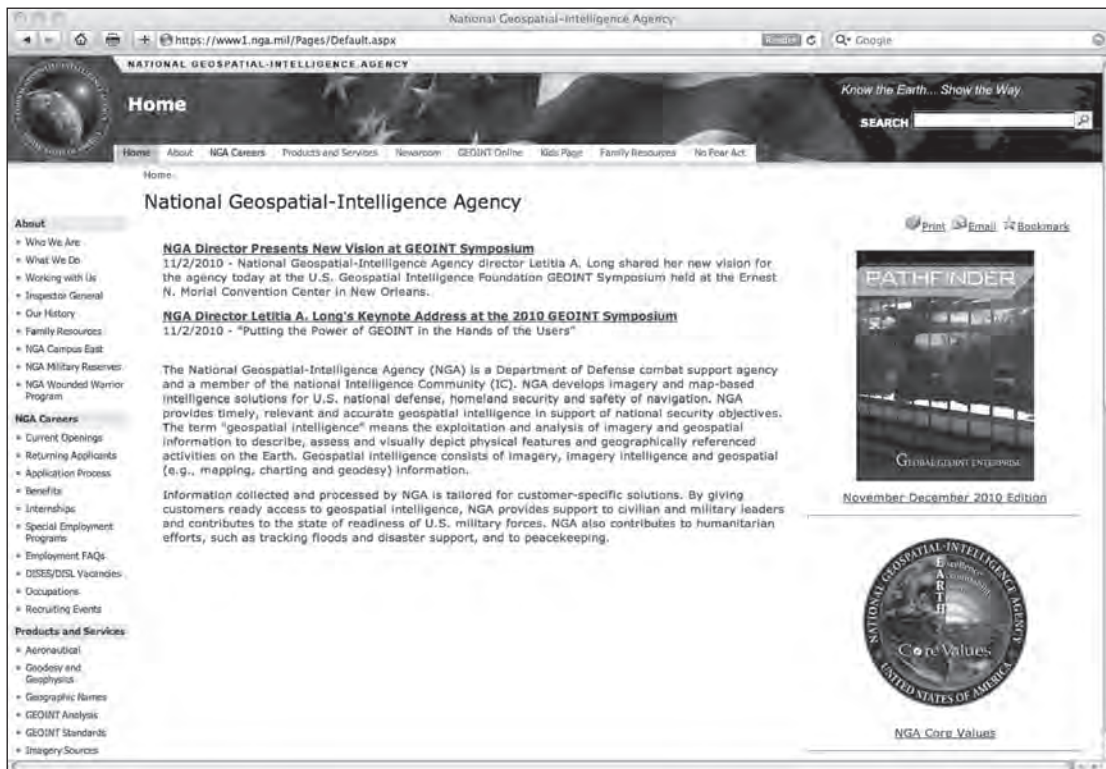 National Geospatial-Intelligence Agency
https://www1.nga.mil/Pages/Default.aspx
Reader
Google
NATIONAL GEOSPATIAL-INTELLIGENCE AGENCY
Home
Know the Earth... Show the Way
SEARCH
Home About NGA Careers Products and Services Newsroom GEOINT Online Kids Page Family Resources No Fear Act
Home
National Geospatial-Intelligence Agency
Print Email Bookmark
About
Who We Are
What We Do
Working with Us
Inspector General
Our History
Family Resources
NGA Campus East
NGA Military Reserves
NGA Wounded Warrior
Program
NGA Careers
Current Openings
Returning Applicants
Application Process
Benefits
Internships
Special Employment
Programs
Employment FAQs
DISES/DISL Vacancies
Occupations
Recruiting Events
Products and Services
Aeronautical
Geodesy and
Geophysics
Geographic Names
GEOINT Analysis
GEOINT Standards
Imagery Sources
NGA Director Presents New Vision at GEOINT Symposium
11/2/2010 - National Geospatial-Intelligence Agency director Letitia A. Long shared her new vision for
the agency today at the U.S. Geospatial Intelligence Foundation GEOINT Symposium held at the Ernest
N. Morial Convention Center in New Orleans.
NGA Director Letitia A. Long's Keynote Address at the 2010 GEOINT Symposium
11/2/2010 - "Putting the Power of GEOINT in the Hands of the Users"
The National Geospatial-Intelligence Agency (NGA) is a Department of Defense combat support agency
and a member of the national Intelligence Community (IC). NGA develops imagery and map-based
intelligence solutions for U.S. national defense, homeland security and safety of navigation. NGA
provides timely, relevant and accurate geospatial intelligence in support of national security objectives.
The term "geospatial intelligence" means the exploitation and analysis of imagery and geospatial
information to describe, assess and visually depict physical features and geographically referenced
activities on the Earth. Geospatial intelligence consists of imagery, imagery intelligence and geospatial
(e.g., mapping, charting and geodesy) information.
Information collected and processed by NGA is tailored for customer-specific solutions. By giving
customers ready access to geospatial intelligence, NGA provides support to civilian and military leaders
and contributes to the state of readiness of U.S. military forces. NGA also contributes to humanitarian
efforts, such as tracking floods and disaster support, and to peacekeeping.
PATHFINDER
GLOBAL GEOINT ENTERPRISE
November-December 2010 Edition
NATIONAL GEOSPATIAL-INTELLIGENCE AGENCY
EARTH
Excellence
Accountability
Core Values
UNITED STATES OF AMERICA
NGA Core Values